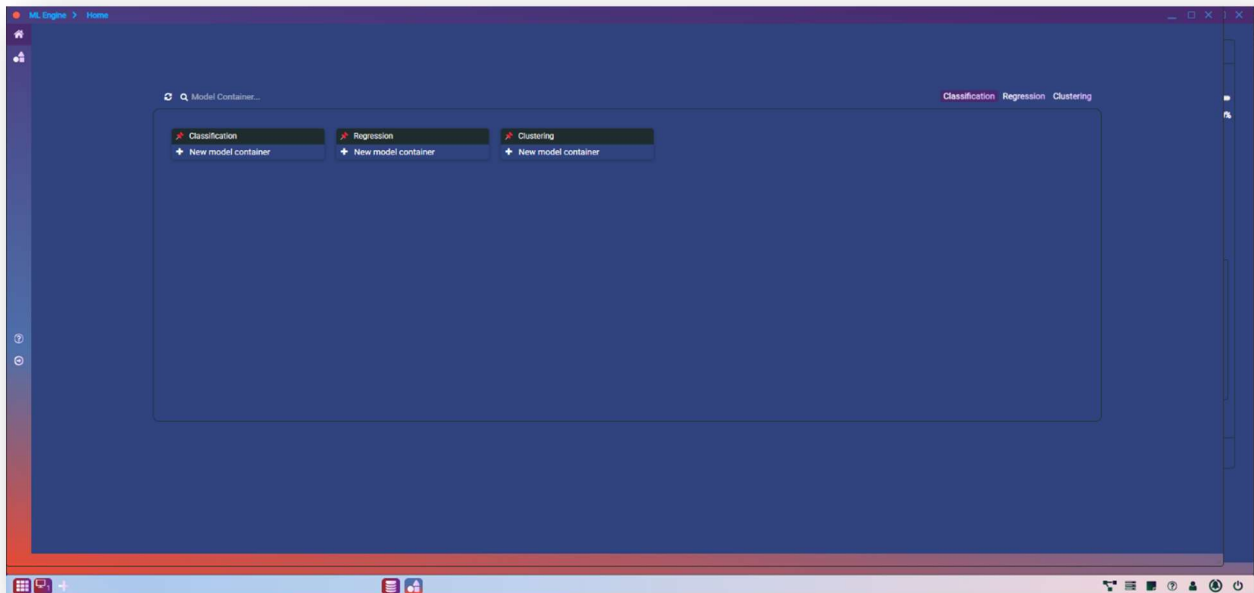 ML Engine > Home
Model Container...
Classification Regression Clustering
Classification
New model container
Regression
New model container
Clustering
New model container